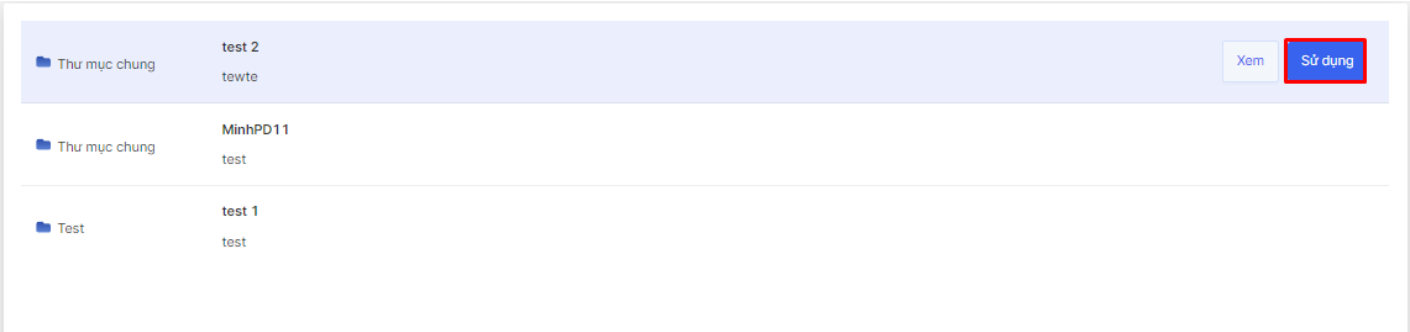 test 2
Thư mục chung
tewte
Xem
Sử dụng
MinhPD11
Thư mục chung
test
test 1
Test
test